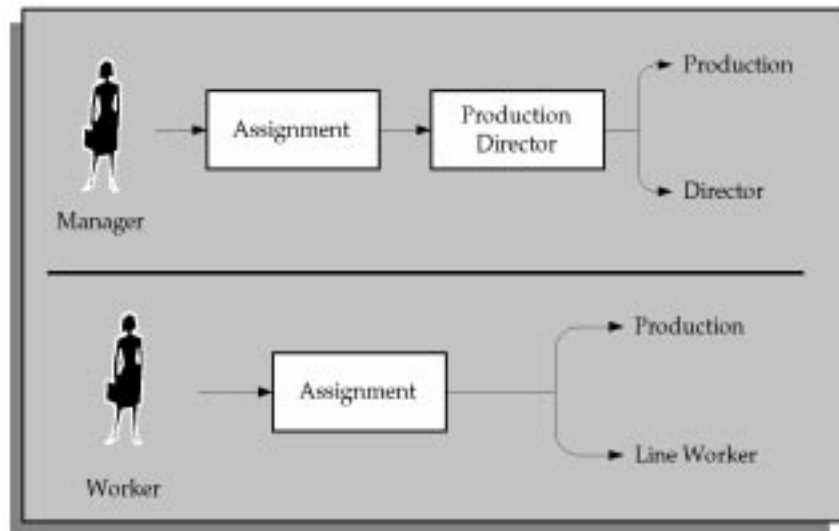 Manager
Assignment
Production
Director
Production
Director
Worker
Assignment
Production
Line Worker